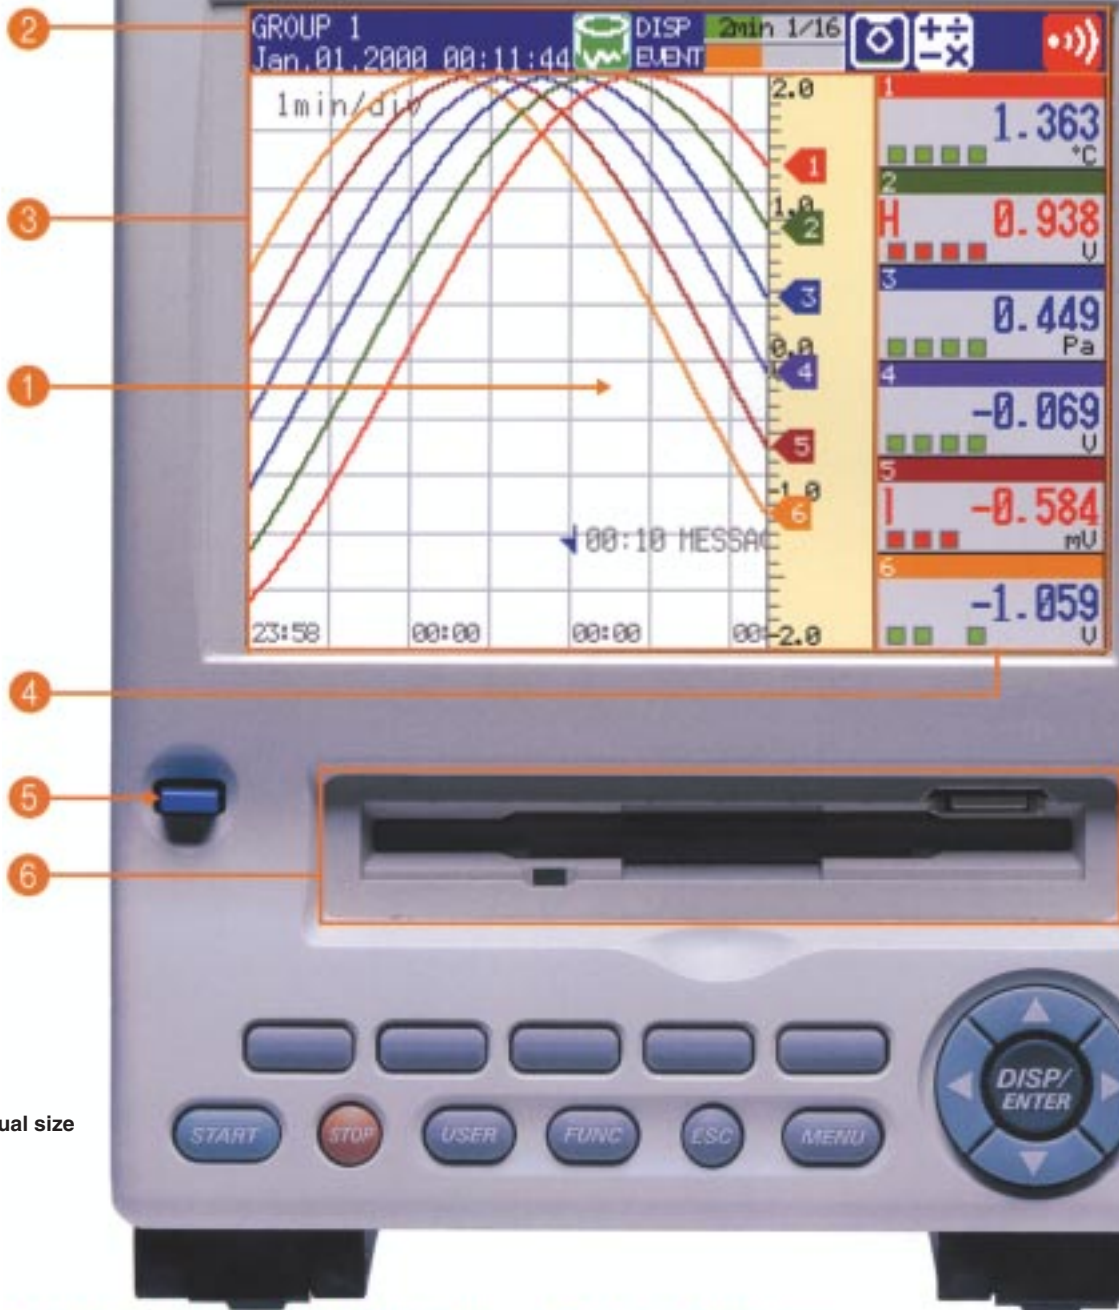 2
GROUP 1
DISP
2min 1/16
Jan.01.2000 00:11:44
EVENT
1min/div
3
1
4
5
6
2.0
1.0
0.0
-1.0
-2.0
1
2
3
4
5
6
00:10 MESSAG
23:58
00:00
00:00
00:
1
1.363
°C
2
H 0.938
V
3
0.449
Pa
4
-0.069
V
5
-0.584
mV
6
-1.059
V
ual size
DISP/
ENTER
START
STOP
USER
FUNC
ESC
MENU